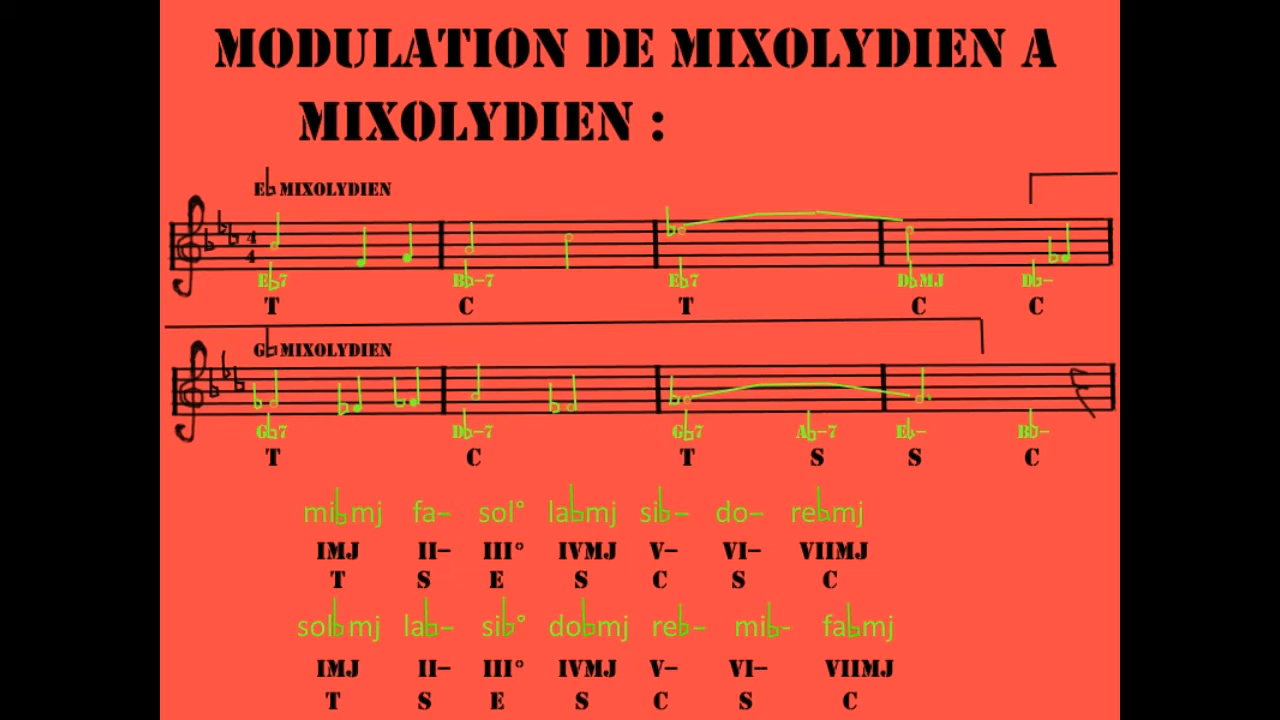 MODULATION DE MIXOLYDIEN A
MIXOLYDIEN :
E♭ MIXOLYDIEN
4
4
E♭7 B♭-7 E♭7 D♭MJ D♭-
T C T C C
G♭ MIXOLYDIEN
G♭7 D♭-7 G♭7 A♭-7 E♭- B♭-
T C T S S C
mi♭mj fa- sol° la♭mj si♭- do- re♭mj
IMJ II- III° IVMJ V- VI- VIIMJ
T S E S C S C
sol♭mj la♭- si♭° do♭mj re♭- mi♭- fa♭mj
IMJ II- III° IVMJ V- VI- VIIMJ
T S E S C S C